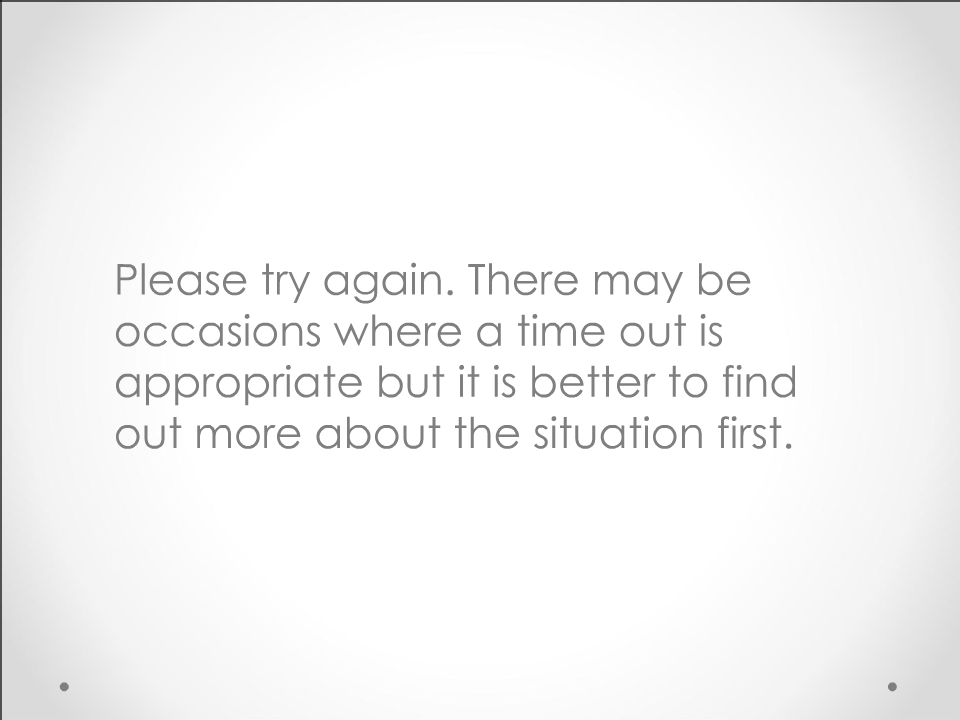 Please try again. There may be
occasions where a time out is
appropriate but it is better to find
out more about the situation first.